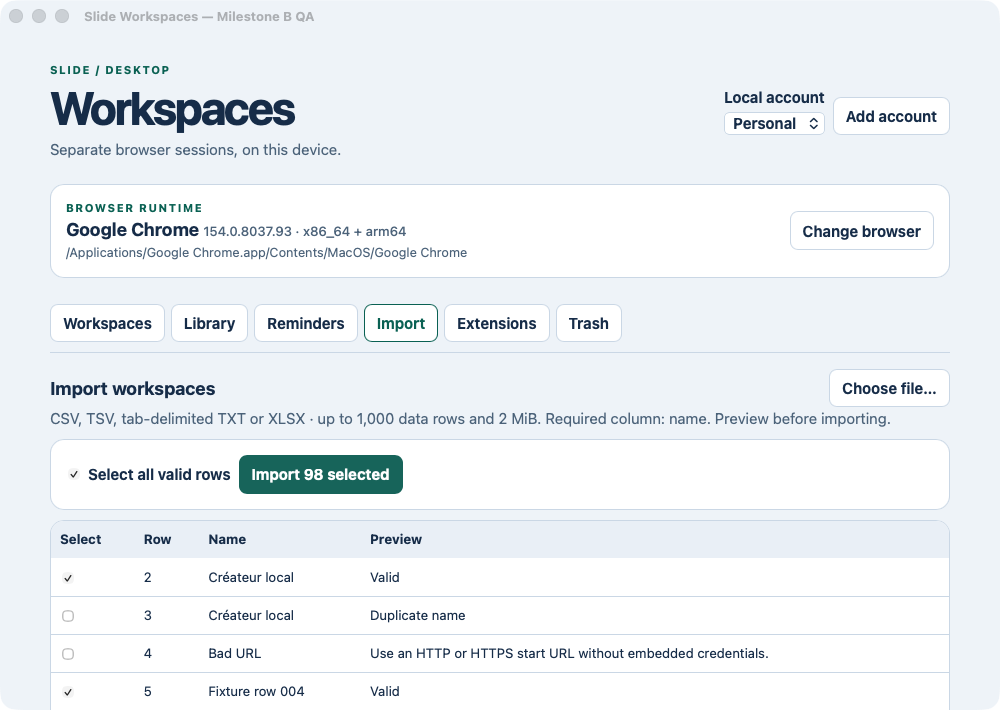 Slide Workspaces — Milestone B QA
SLIDE / DESKTOP
Workspaces
Separate browser sessions, on this device.
Local account
Personal
Add account
BROWSER RUNTIME
Google Chrome 154.0.8037.93 · x86_64 + arm64
/Applications/Google Chrome.app/Contents/MacOS/Google Chrome
Change browser
Workspaces Library Reminders Import Extensions Trash
Import workspaces
Choose file...
CSV, TSV, tab-delimited TXT or XLSX · up to 1,000 data rows and 2 MiB. Required column: name. Preview before importing.
Select all valid rows Import 98 selected
Select Row Name Preview
2 Créateur local Valid
3 Créateur local Duplicate name
4 Bad URL Use an HTTP or HTTPS start URL without embedded credentials.
5 Fixture row 004 Valid